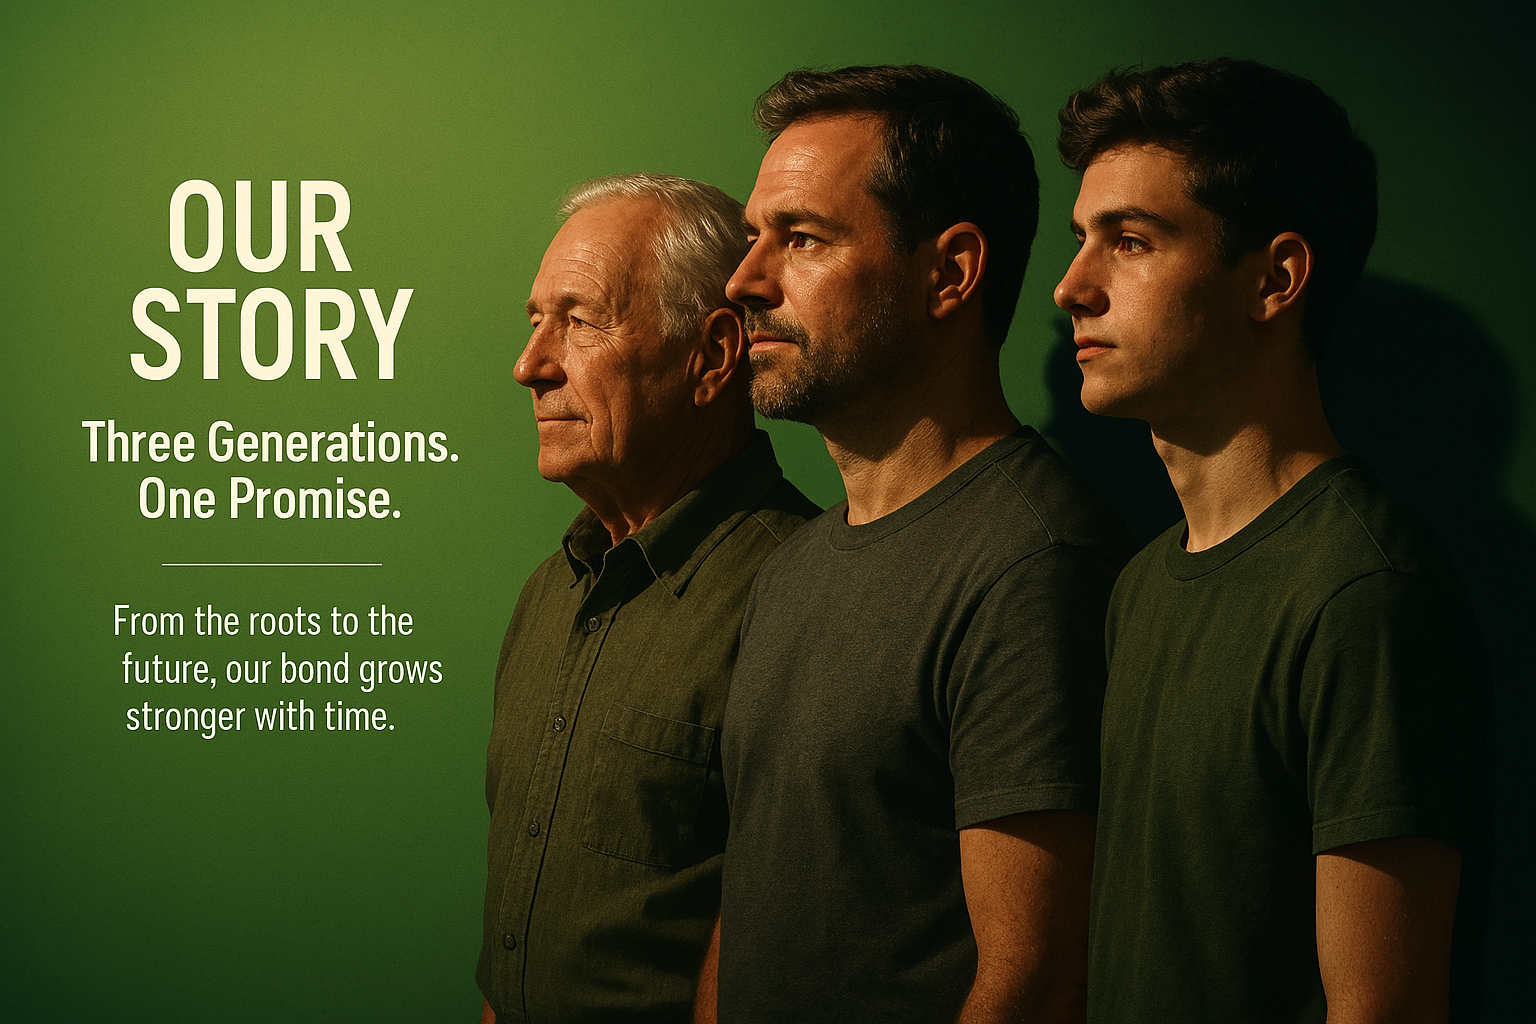 OUR
STORY
Three Generations.
One Promise.
From the roots to the
future, our bond grows
stronger with time.